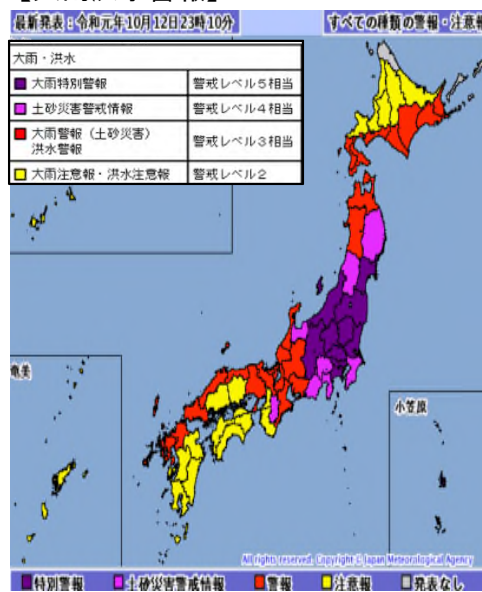 最新発表：令和元年10月12日23時10分 すべての種類の警報・注意報
大雨・洪水
大雨特別警報 警戒レベル5相当
土砂災害警戒情報 警戒レベル4相当
大雨警報（土砂災害）
洪水警報 警戒レベル3相当
大雨注意報・洪水注意報 警戒レベル2
奄美
小笠原
All rights reserved. Copyright © Japan Meteorological Agency
特別警報 土砂災害警戒情報 警報 注意報 発表なし